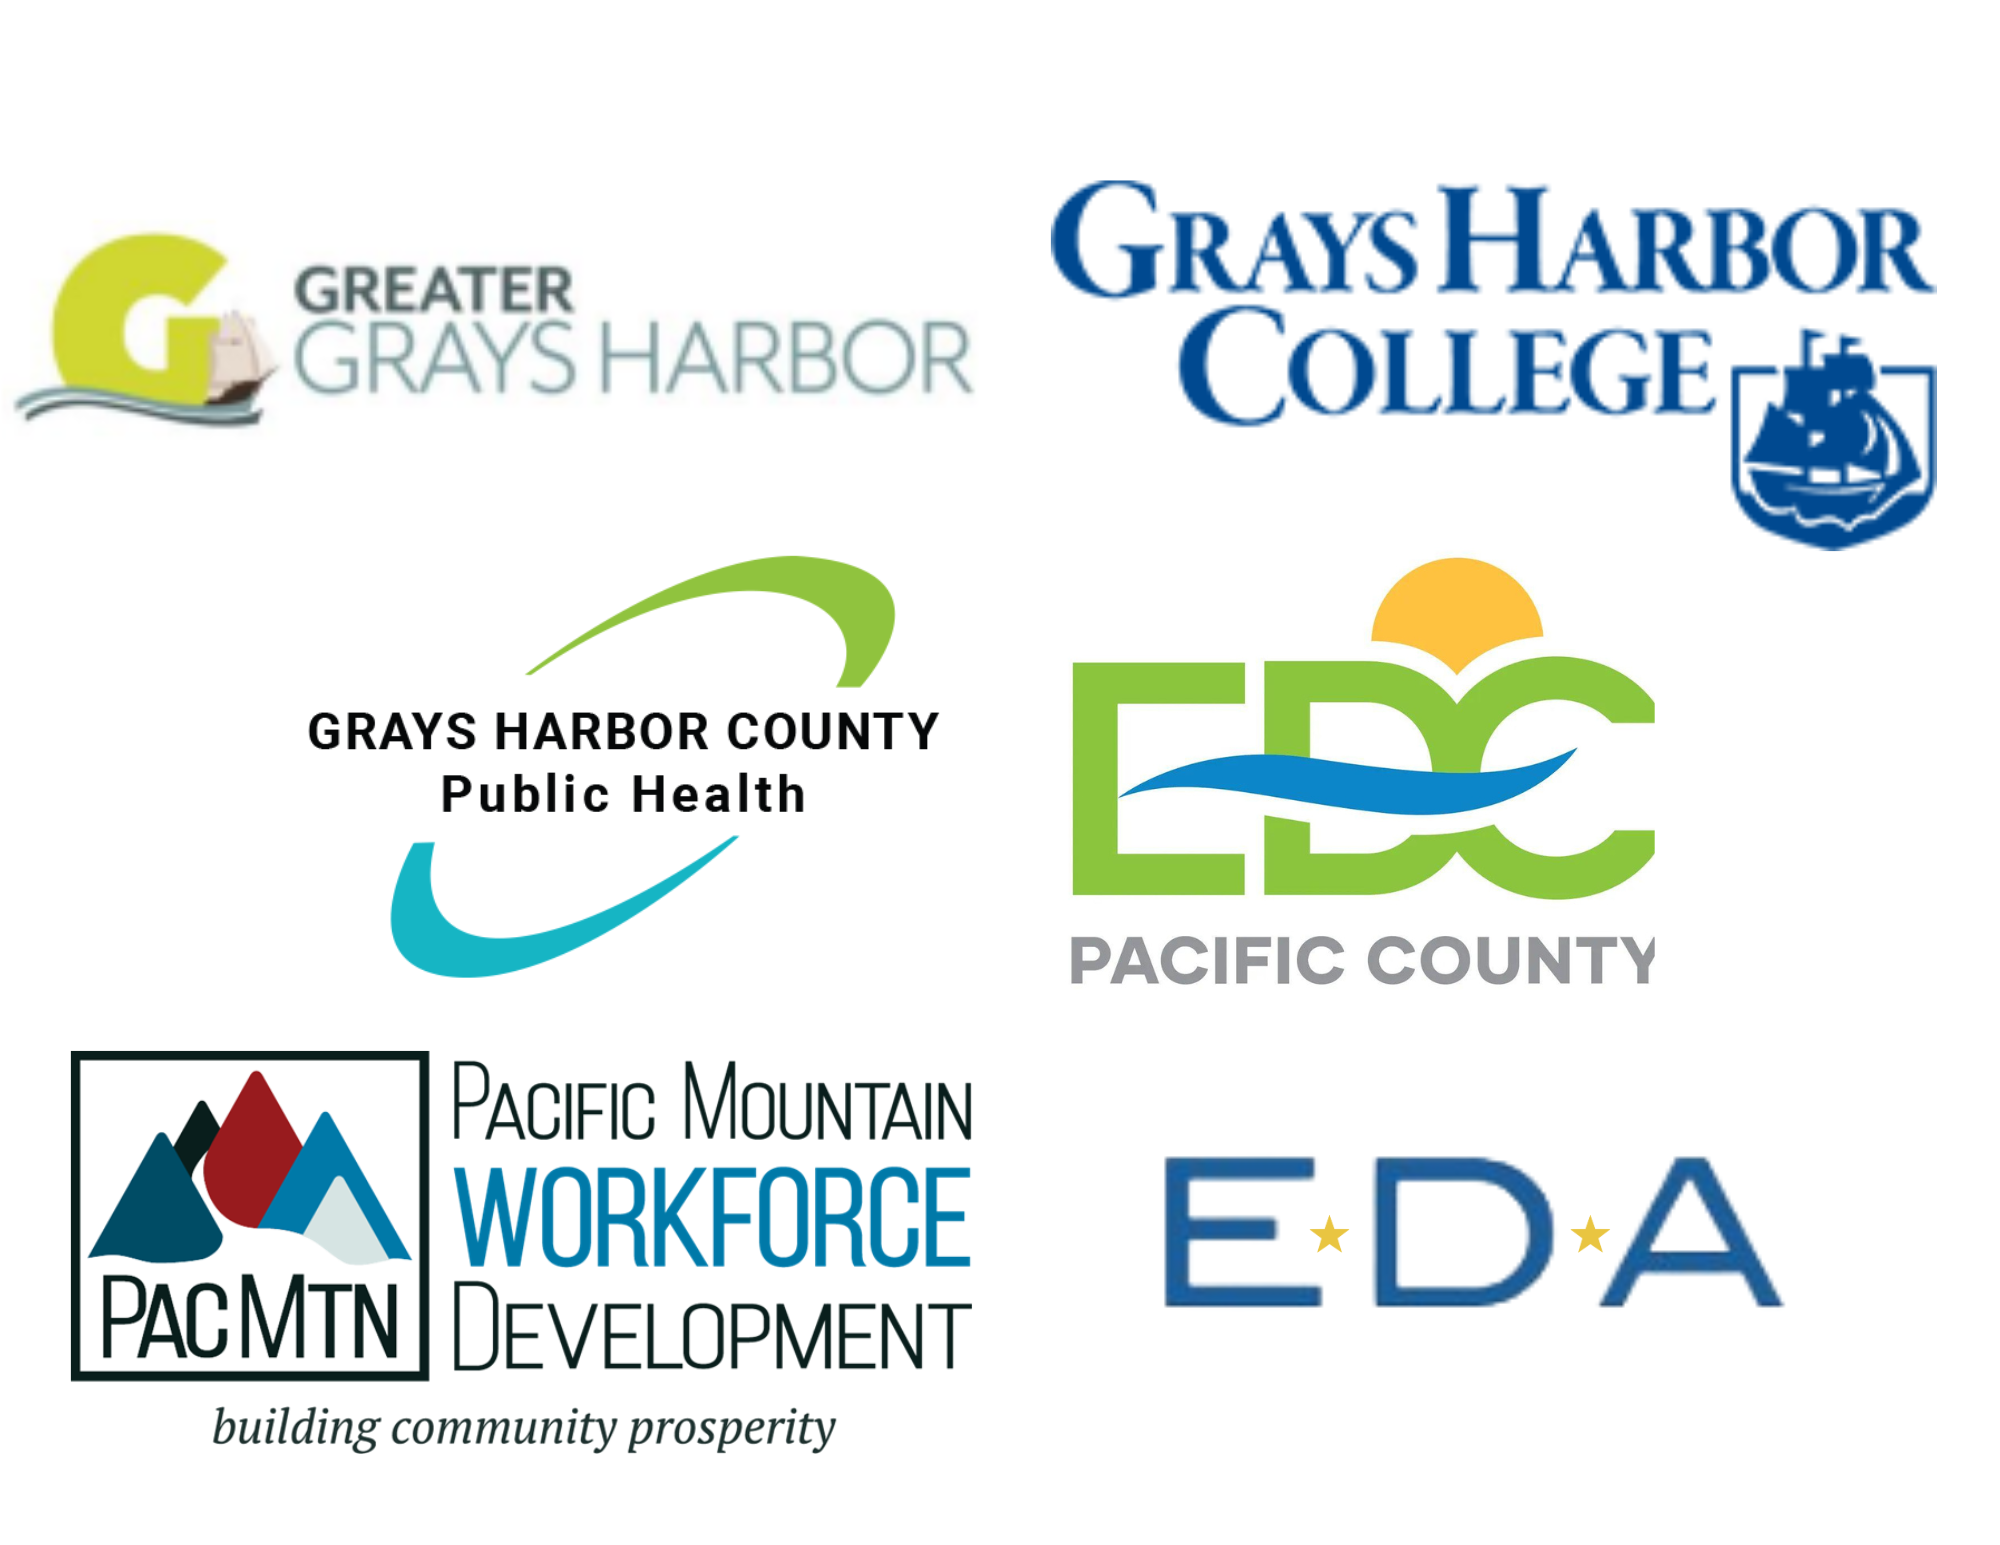 G
GREATER
GRAYS HARBOR
GRAYS HARBOR
COLLEGE
GRAYS HARBOR COUNTY
Public Health
EDC
PACIFIC COUNTY
PACMTN
PACIFIC MOUNTAIN
WORKFORCE
DEVELOPMENT
building community prosperity
E★D★A